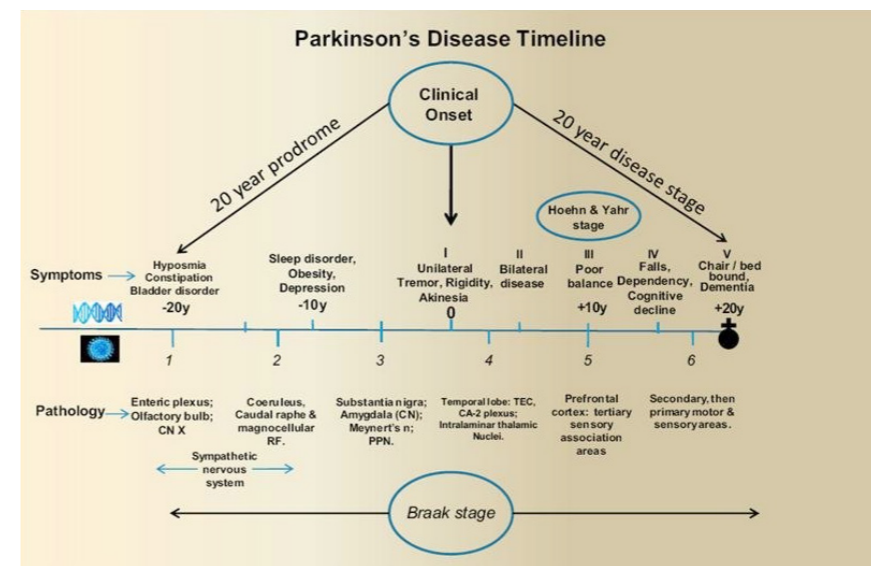 Parkinson's Disease Timeline
Clinical
Onset
20 year prodrome
20 year disease stage
Hoehn & Yahr
stage
Symptoms
Hyposmia
Constipation
Bladder disorder
-20y
Sleep disorder,
Obesity,
Depression
-10y
I
Unilateral
Tremor, Rigidity,
Akinesia
0
II
Bilateral
disease
III
Poor
balance
+10y
IV
Falls,
Dependency,
Cognitive
decline
V
Chair / bed
bound,
Dementia
+20y
1
2
3
4
5
6
Pathology
Enteric plexus;
Olfactory bulb;
CN X
Coeruleus,
Caudal raphe &
magnocellular
RF.
Substantia nigra;
Amygdala (CN);
Meynert's n;
PPN.
Temporal lobe: TEC,
CA-2 plexus;
Intralaminar thalamic
Nuclei.
Prefrontal
cortex: tertiary
sensory
association
areas
Secondary, then
primary motor &
sensory areas.
Sympathetic
nervous
system
Braak stage